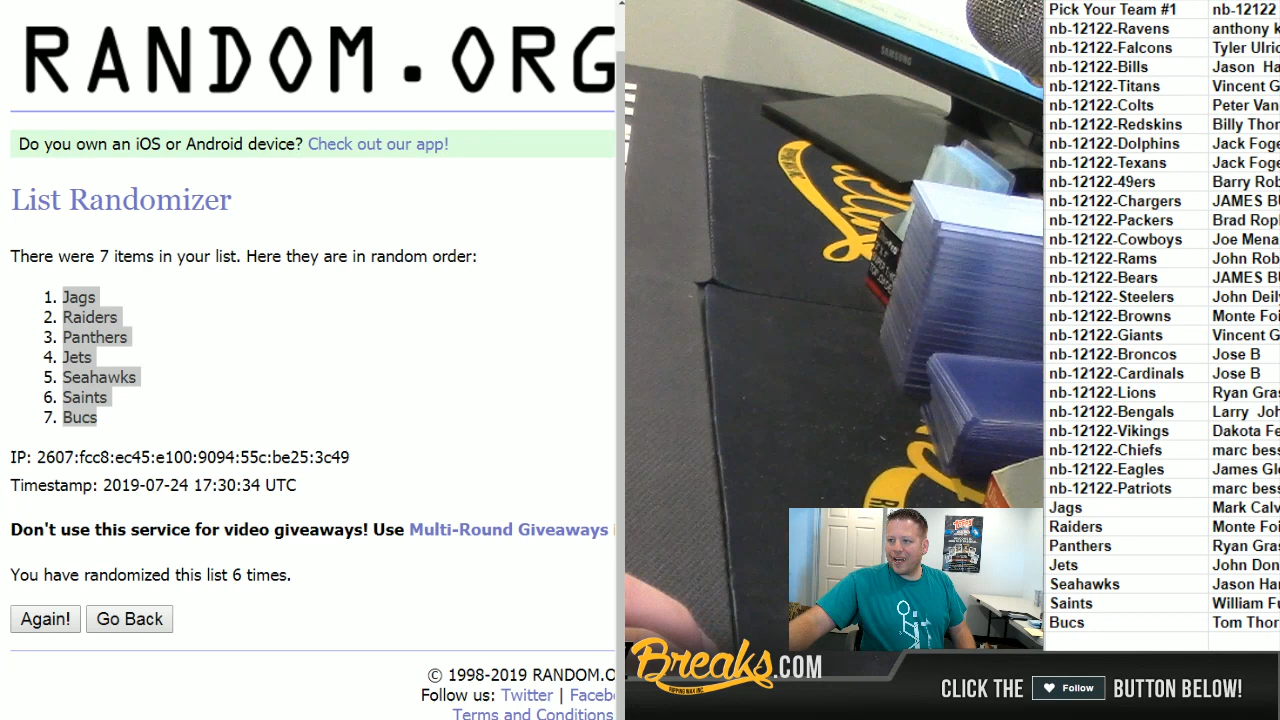 RANDOM.ORG
Do you own an iOS or Android device? Check out our app!
List Randomizer
There were 7 items in your list. Here they are in random order:
1. Jags
2. Raiders
3. Panthers
4. Jets
5. Seahawks
6. Saints
7. Bucs
IP: 2607:fcc8:ec45:e100:9094:55c:be25:3c49
Timestamp: 2019-07-24 17:30:34 UTC
Don't use this service for video giveaways! Use Multi-Round Giveaways
You have randomized this list 6 times.
Again! Go Back
© 1998-2019 RANDOM.O
Follow us: Twitter | Faceb
Terms and Conditions
SAMSUNG
Topps
Breaks.COM
RIPPING WAX INC.
CLICK THE Follow BUTTON BELOW!
Pick Your Team #1 nb-12122
nb-12122-Ravens anthony k
nb-12122-Falcons Tyler Ulric
nb-12122-Bills Jason Ha
nb-12122-Titans Vincent G
nb-12122-Colts Peter Van
nb-12122-Redskins Billy Thor
nb-12122-Dolphins Jack Foge
nb-12122-Texans Jack Foge
nb-12122-49ers Barry Rob
nb-12122-Chargers JAMES BU
nb-12122-Packers Brad Ropl
nb-12122-Cowboys Joe Mena
nb-12122-Rams John Rob
nb-12122-Bears JAMES BU
nb-12122-Steelers John Deily
nb-12122-Browns Monte Foi
nb-12122-Giants Vincent G
nb-12122-Broncos Jose B
nb-12122-Cardinals Jose B
nb-12122-Lions Ryan Gras
nb-12122-Bengals Larry Joh
nb-12122-Vikings Dakota Fe
nb-12122-Chiefs marc bess
nb-12122-Eagles James Gle
nb-12122-Patriots marc bess
Jags Mark Calv
Raiders Monte Foi
Panthers Ryan Gras
Jets John Don
Seahawks Jason Har
Saints William Fu
Bucs Tom Thor